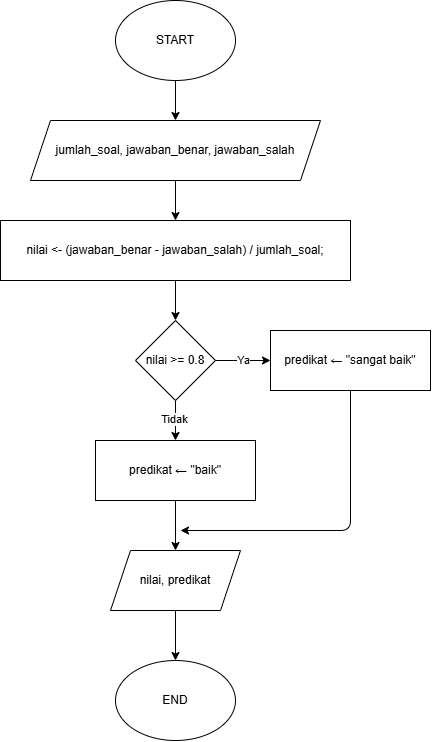 START
jumlah_soal, jawaban_benar, jawaban_salah
nilai <- (jawaban_benar - jawaban_salah) / jumlah_soal;
nilai >= 0.8
Ya
predikat ← "sangat baik"
Tidak
predikat ← "baik"
nilai, predikat
END